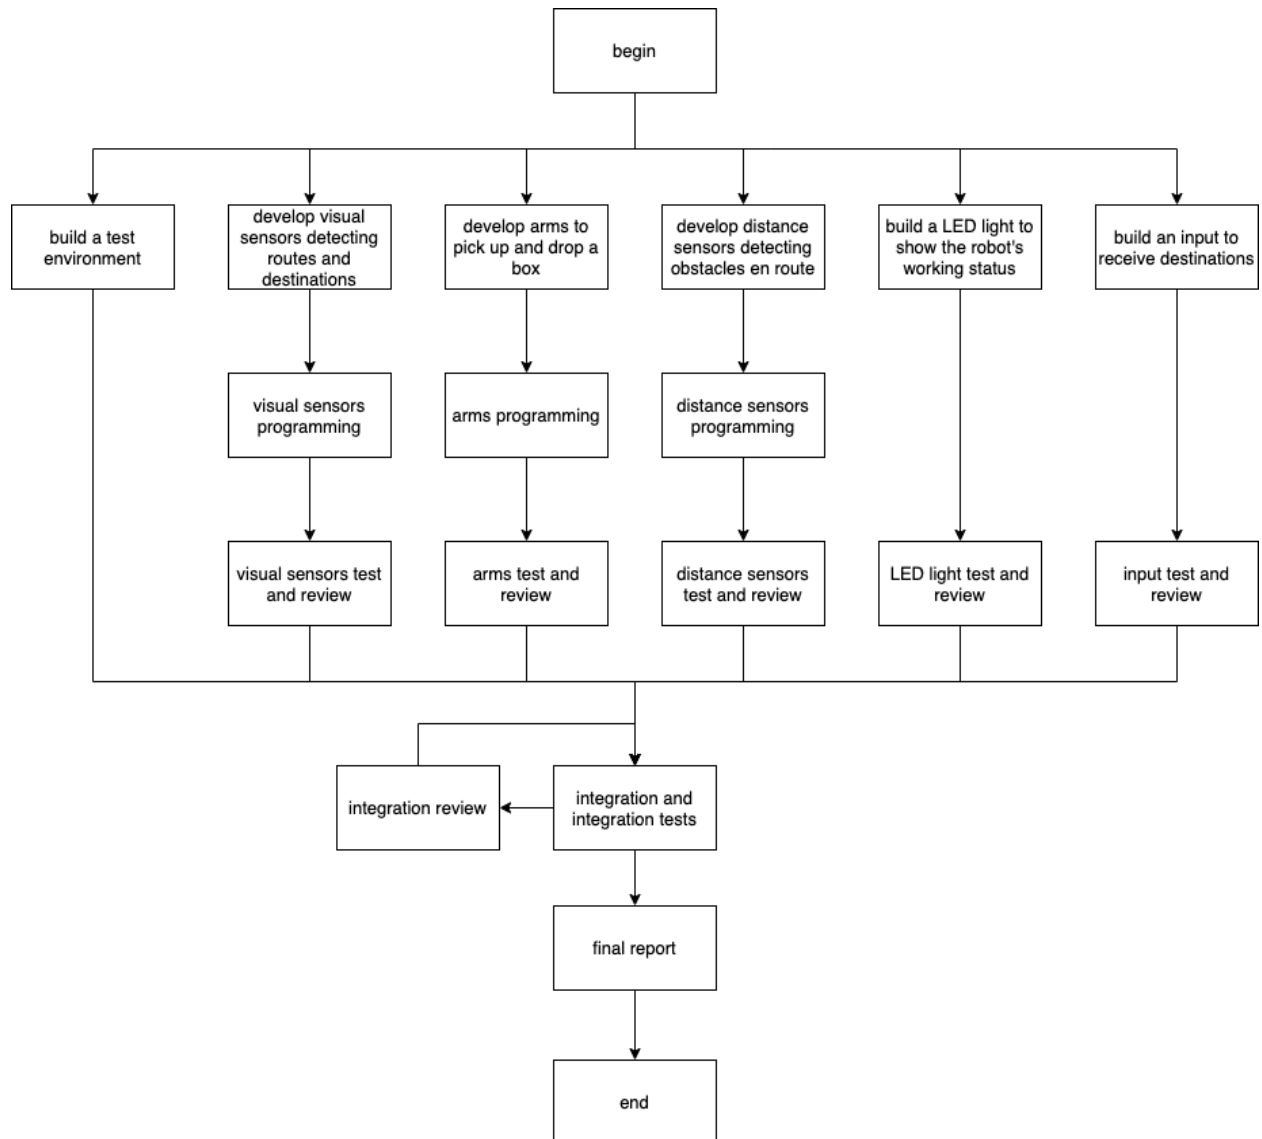 begin
build a test
environment
develop visual
sensors detecting
routes and
destinations
develop arms to
pick up and drop a
box
develop distance
sensors detecting
obstacles en route
build a LED light to
show the robot's
working status
build an input to
receive destinations
visual sensors
programming
arms programming
distance sensors
programming
visual sensors test
and review
arms test and
review
distance sensors
test and review
LED light test and
review
input test and
review
integration review
integration and
integration tests
final report
end